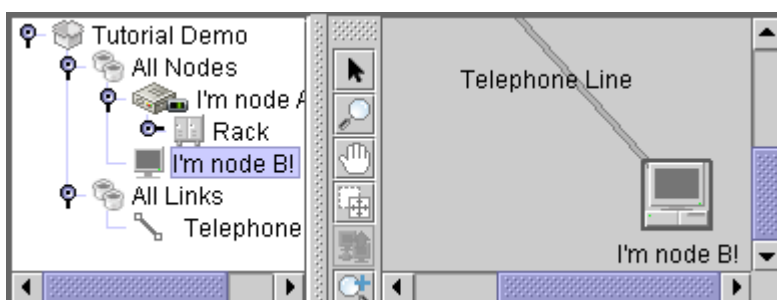 Tutorial Demo
All Nodes
I'm node A
Rack
I'm node B!
All Links
Telephone
Telephone Line
I'm node B!